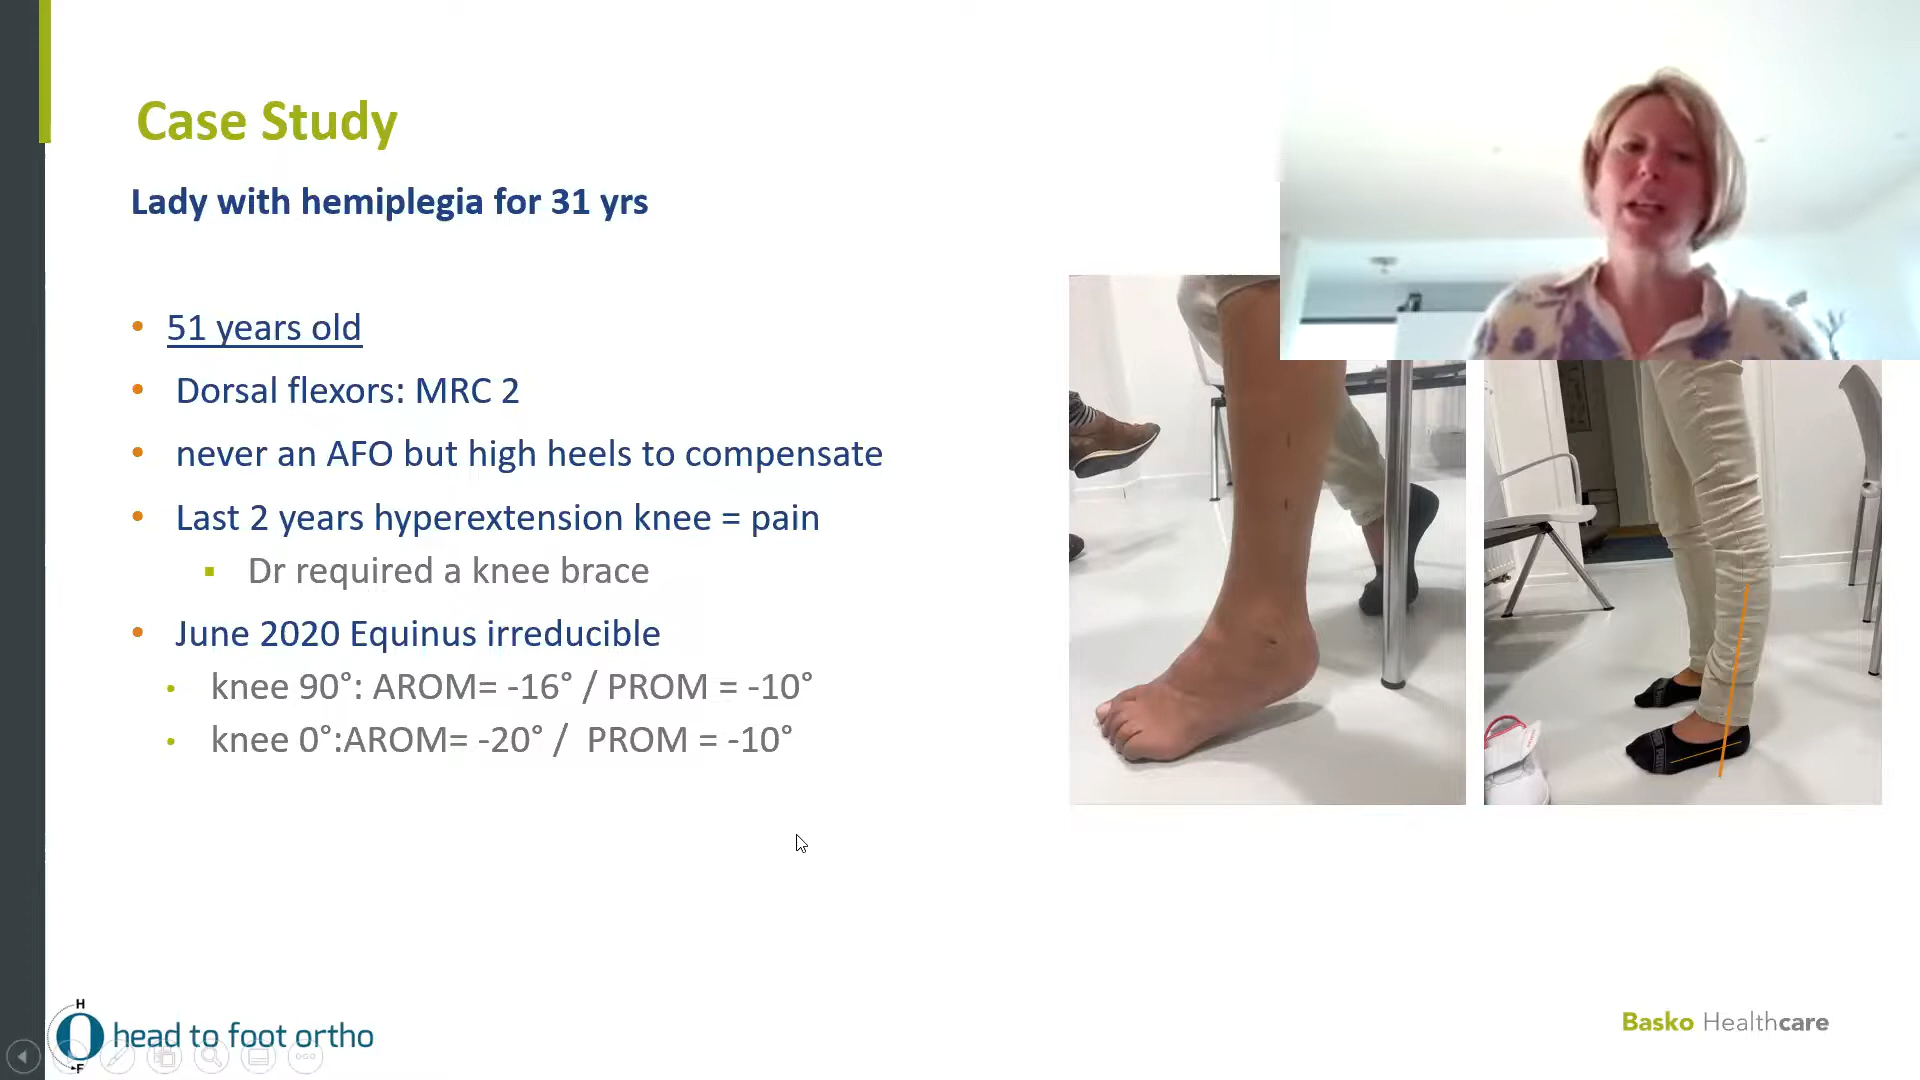 Case Study
Lady with hemiplegia for 31 yrs
• 51 years old
• Dorsal flexors: MRC 2
• never an AFO but high heels to compensate
• Last 2 years hyperextension knee = pain
▪ Dr required a knee brace
• June 2020 Equinus irreducible
• knee 90°: AROM= -16° / PROM = -10°
• knee 0°:AROM= -20° / PROM = -10°
H
head to foot ortho
F
Basko Healthcare